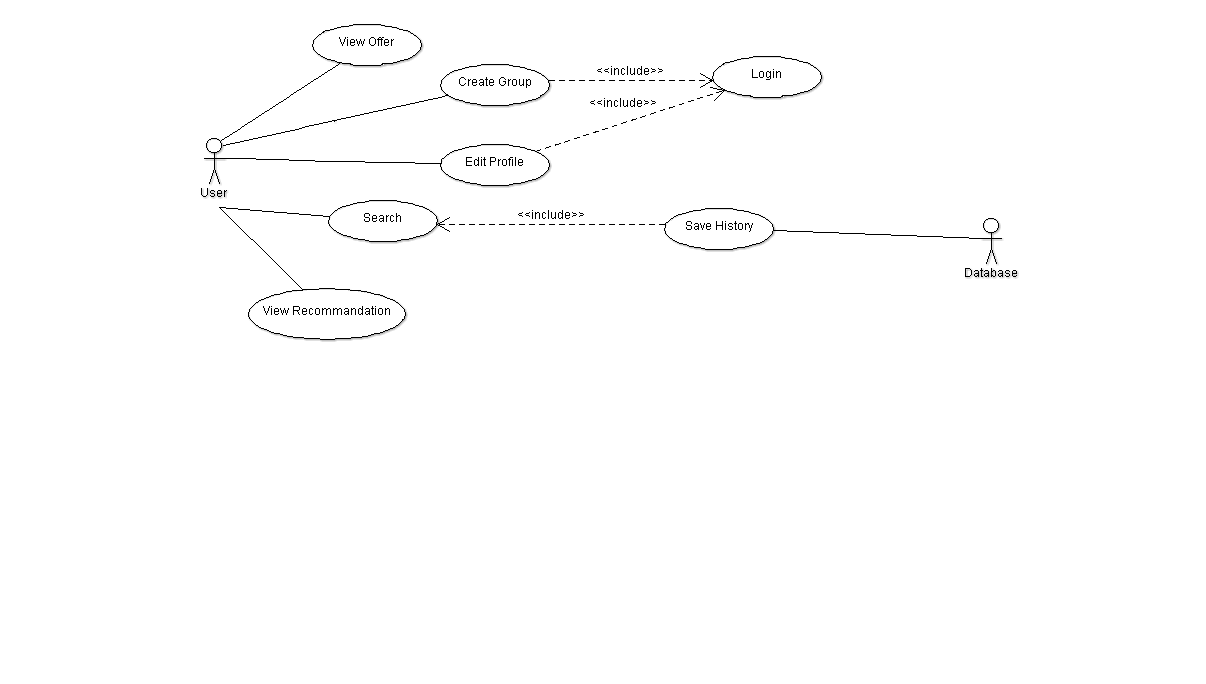 View Offer
Create Group
<<include>>
Login
<<include>>
Edit Profile
User
Search
<<include>>
Save History
Database
View Recommandation